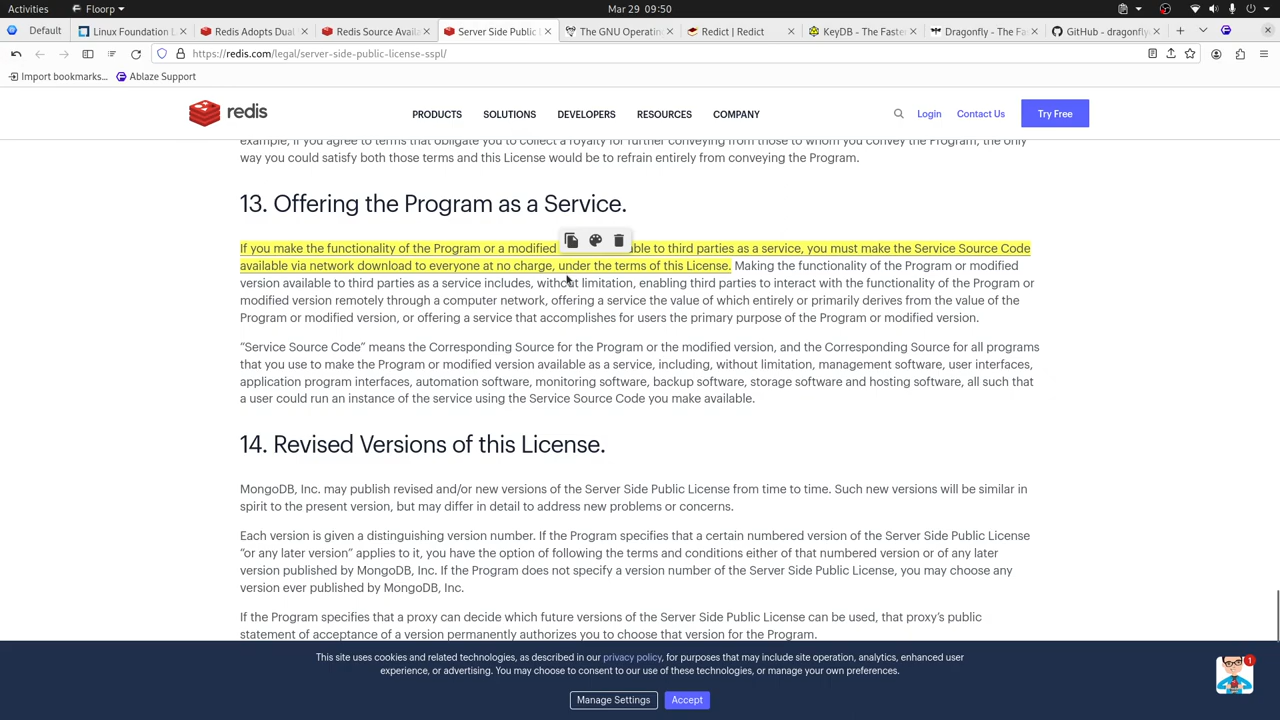 Activities
Floorp
Mar 29 09:50
Default
Linux Foundation L
Redis Adopts Dual
Redis Source Availa
Server Side Public L
The GNU Operatin
Redict | Redict
KeyDB - The Faster
Dragonfly - The Fas
GitHub - dragonfly
https://redis.com/legal/server-side-public-license-sspl/
Import bookmarks...
Ablaze Support
redis
PRODUCTS
SOLUTIONS
DEVELOPERS
RESOURCES
COMPANY
Login
Contact Us
Try Free
example, if you agree to terms that obligate you to collect a royalty for further conveying from those to whom you convey the Program, the only
way you could satisfy both those terms and this License would be to refrain entirely from conveying the Program.
13. Offering the Program as a Service.
If you make the functionality of the Program or a modified able to third parties as a service, you must make the Service Source Code
available via network download to everyone at no charge, under the terms of this License. Making the functionality of the Program or modified
version available to third parties as a service includes, without limitation, enabling third parties to interact with the functionality of the Program or
modified version remotely through a computer network, offering a service the value of which entirely or primarily derives from the value of the
Program or modified version, or offering a service that accomplishes for users the primary purpose of the Program or modified version.
“Service Source Code” means the Corresponding Source for the Program or the modified version, and the Corresponding Source for all programs
that you use to make the Program or modified version available as a service, including, without limitation, management software, user interfaces,
application program interfaces, automation software, monitoring software, backup software, storage software and hosting software, all such that
a user could run an instance of the service using the Service Source Code you make available.
14. Revised Versions of this License.
MongoDB, Inc. may publish revised and/or new versions of the Server Side Public License from time to time. Such new versions will be similar in
spirit to the present version, but may differ in detail to address new problems or concerns.
Each version is given a distinguishing version number. If the Program specifies that a certain numbered version of the Server Side Public License
“or any later version” applies to it, you have the option of following the terms and conditions either of that numbered version or of any later
version published by MongoDB, Inc. If the Program does not specify a version number of the Server Side Public License, you may choose any
version ever published by MongoDB, Inc.
If the Program specifies that a proxy can decide which future versions of the Server Side Public License can be used, that proxy’s public
statement of acceptance of a version permanently authorizes you to choose that version for the Program.
This site uses cookies and related technologies, as described in our privacy policy, for purposes that may include site operation, analytics, enhanced user
experience, or advertising. You may choose to consent to our use of these technologies, or manage your own preferences.
Manage Settings
Accept
1